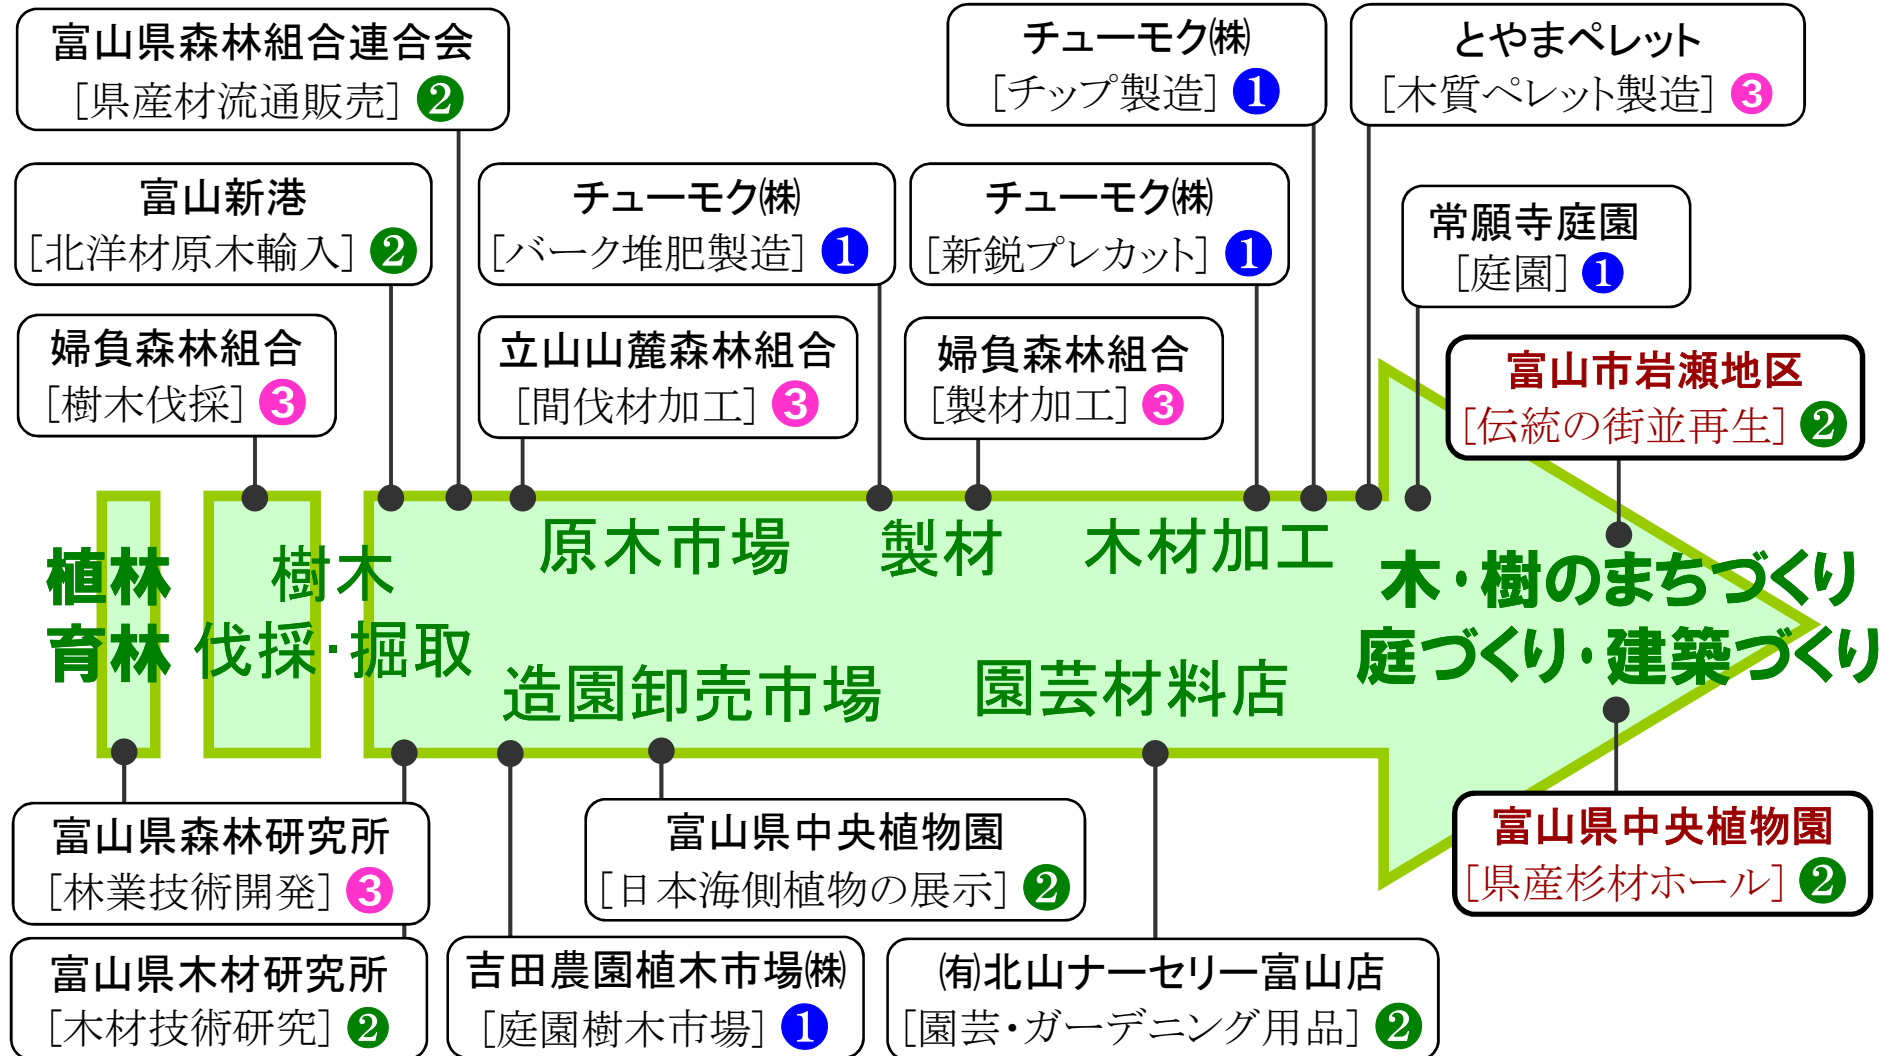 富山県森林組合連合会
[県産材流通販売] ❷
チューモク㈱
[チップ製造] ❶
とやまペレット
[木質ペレット製造] ❸
富山新港
[北洋材原木輸入] ❷
チューモク㈱
[バーク堆肥製造] ❶
チューモク㈱
[新鋭プレカット] ❶
常願寺庭園
[庭園] ❶
婦負森林組合
[樹木伐採] ❸
立山山麓森林組合
[間伐材加工] ❸
婦負森林組合
[製材加工] ❸
富山市岩瀬地区
[伝統の街並再生] ❷
植林
育林
樹木
伐採・掘取
原木市場
製材
木材加工
造園卸売市場
園芸材料店
木・樹のまちづくり
庭づくり・建築づくり
富山県森林研究所
[林業技術開発] ❸
富山県中央植物園
[日本海側植物の展示] ❷
富山県中央植物園
[県産杉材ホール] ❷
富山県木材研究所
[木材技術研究] ❷
吉田農園植木市場㈱
[庭園樹木市場] ❶
㈲北山ナーセリー富山店
[園芸・ガーデニング用品] ❷